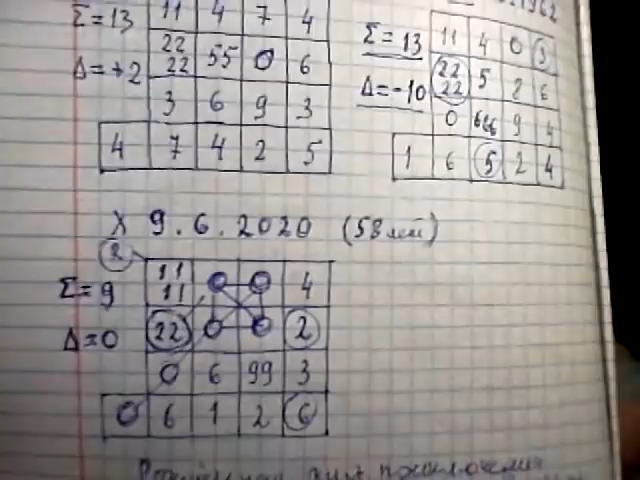 .1962
Σ=13 11 4 7 4
Δ=+2 22 22 55 0 6
3 6 9 3
4 7 4 2 5
Σ=13 11 4 0 3
Δ=-10 22 22 5 2 6
0 666 9 4
1 6 5 2 4
X 9.6.2020 (58 лет)
2
Σ=9 11 11 0 0 4
Δ=0 22 0 0 2
0 6 99 3
0 6 1 2 6